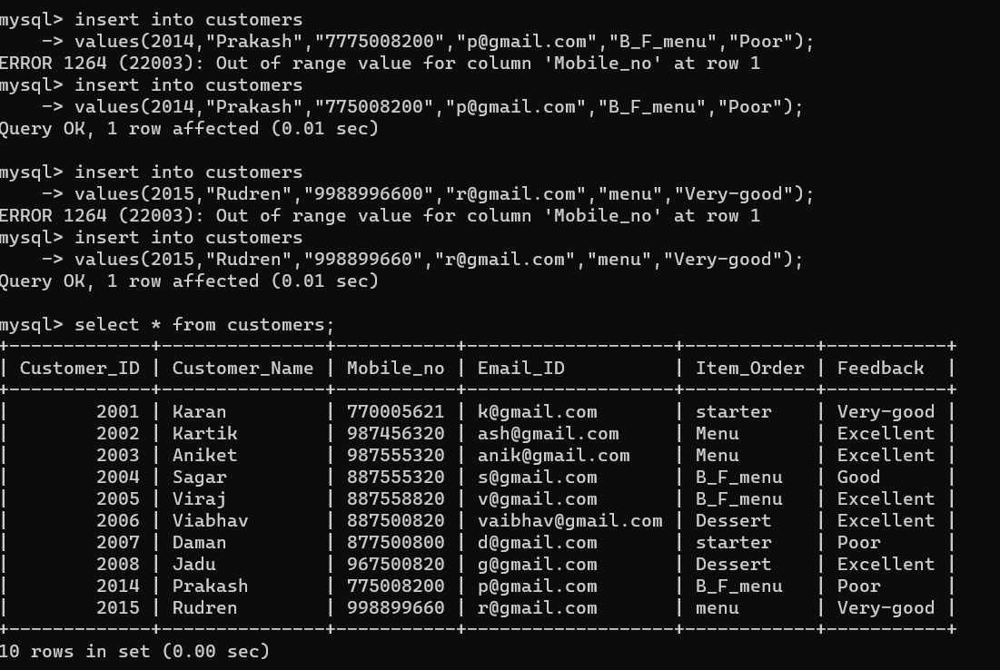 mysql> insert into customers
    -> values(2014,"Prakash","7775008200","p@gmail.com","B_F_menu","Poor");
ERROR 1264 (22003): Out of range value for column 'Mobile_no' at row 1
mysql> insert into customers
    -> values(2014,"Prakash","775008200","p@gmail.com","B_F_menu","Poor");
Query OK, 1 row affected (0.01 sec)

mysql> insert into customers
    -> values(2015,"Rudren","9988996600","r@gmail.com","menu","Very-good");
ERROR 1264 (22003): Out of range value for column 'Mobile_no' at row 1
mysql> insert into customers
    -> values(2015,"Rudren","998899660","r@gmail.com","menu","Very-good");
Query OK, 1 row affected (0.01 sec)

mysql> select * from customers;
+-------------+---------------+-----------+-------------------+------------+-----------+
| Customer_ID | Customer_Name | Mobile_no | Email_ID          | Item_Order | Feedback  |
+-------------+---------------+-----------+-------------------+------------+-----------+
|        2001 | Karan         | 770005621 | k@gmail.com       | starter    | Very-good |
|        2002 | Kartik        | 987456320 | ash@gmail.com     | Menu       | Excellent |
|        2003 | Aniket        | 987555320 | anik@gmail.com    | Menu       | Excellent |
|        2004 | Sagar         | 887555320 | s@gmail.com       | B_F_menu   | Good      |
|        2005 | Viraj         | 887558820 | v@gmail.com       | B_F_menu   | Excellent |
|        2006 | Viabhav       | 887500820 | vaibhav@gmail.com | Dessert    | Excellent |
|        2007 | Daman         | 877500800 | d@gmail.com       | starter    | Poor      |
|        2008 | Jadu          | 967500820 | g@gmail.com       | Dessert    | Excellent |
|        2014 | Prakash       | 775008200 | p@gmail.com       | B_F_menu   | Poor      |
|        2015 | Rudren        | 998899660 | r@gmail.com       | menu       | Very-good |
+-------------+---------------+-----------+-------------------+------------+-----------+
10 rows in set (0.00 sec)